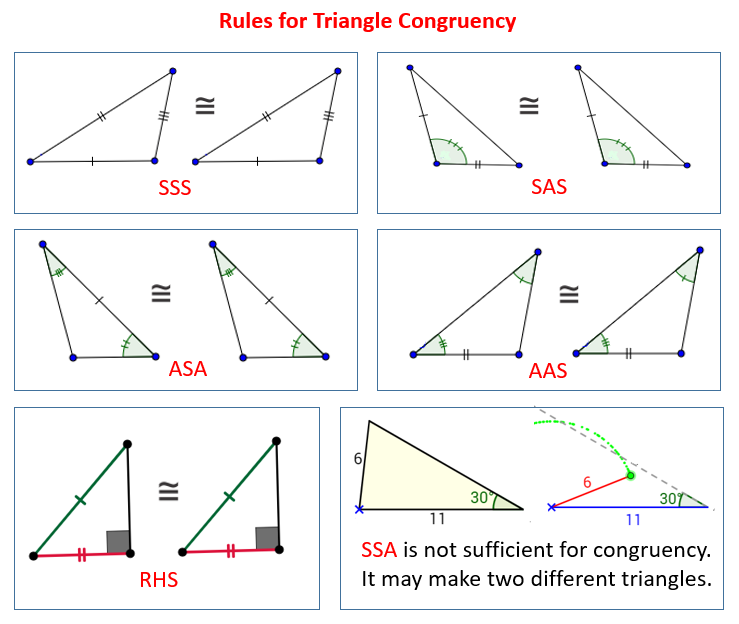 Rules for Triangle Congruency
≅
SSS
≅
SAS
≅
ASA
≅
AAS
≅
RHS
6
30°
11
6
30°
11
SSA is not sufficient for congruency.
It may make two different triangles.